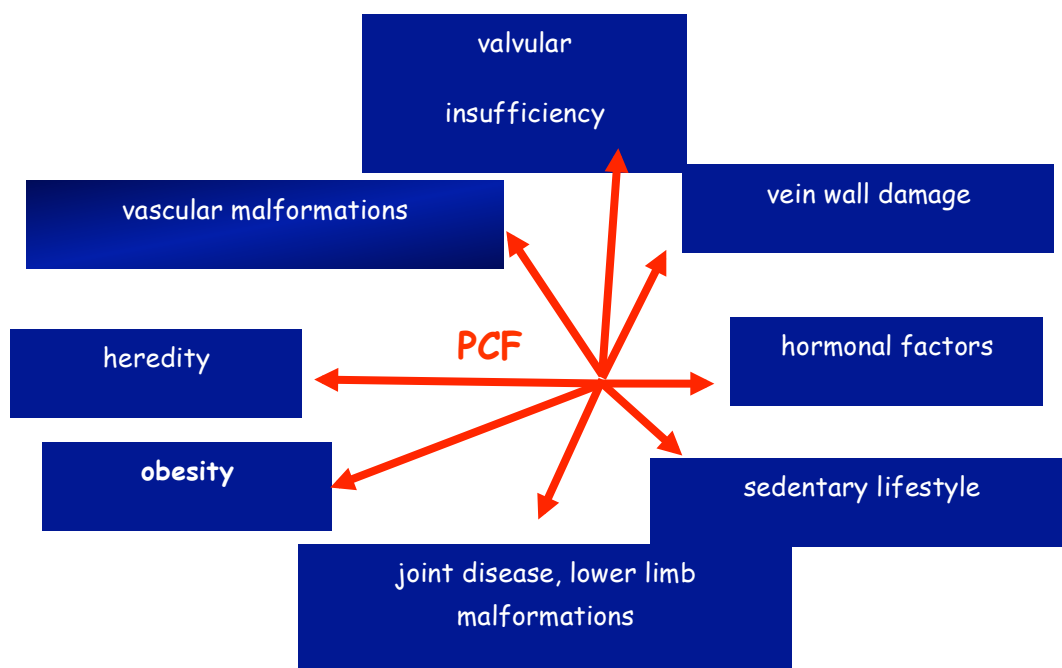 valvular
insufficiency
vein wall damage
vascular malformations
PCF
hormonal factors
heredity
obesity
sedentary lifestyle
joint disease, lower limb
malformations